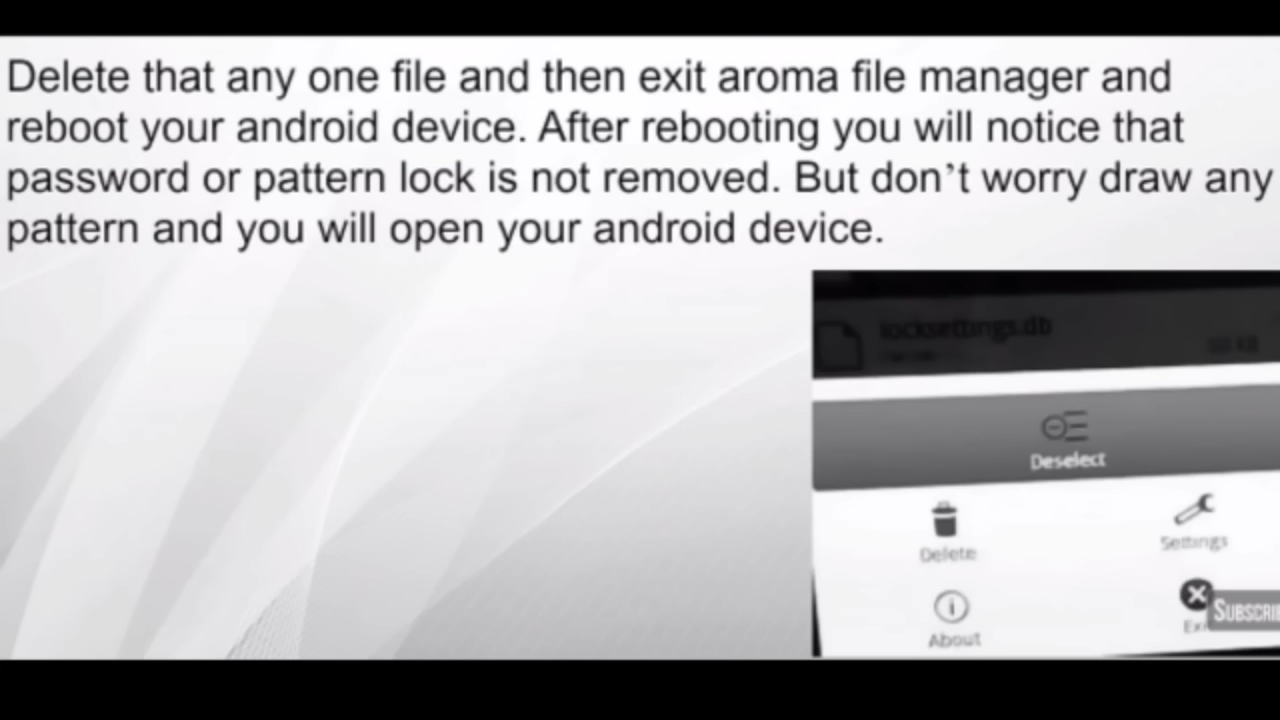 Delete that any one file and then exit aroma file manager and
reboot your android device. After rebooting you will notice that
password or pattern lock is not removed. But don’t worry draw any
pattern and you will open your android device.
locksettings.db
Deselect
Delete
Settings
About